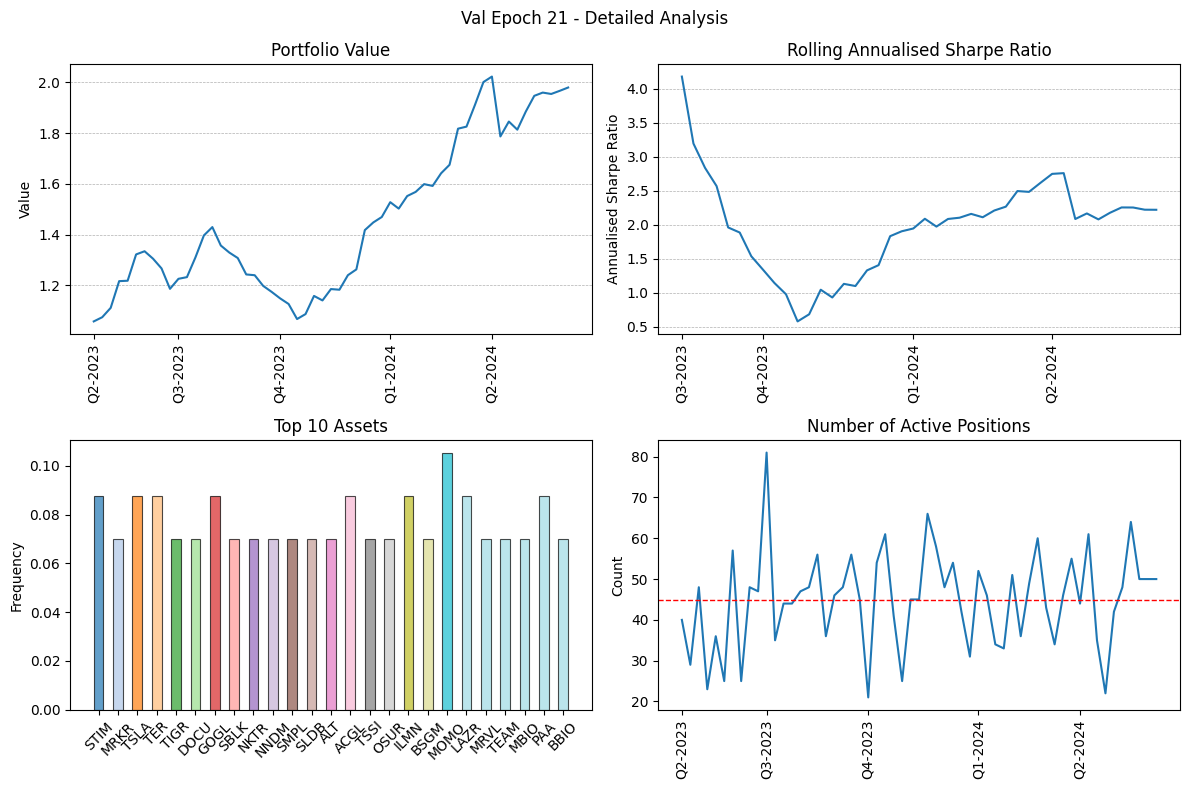 Val Epoch 21 - Detailed Analysis
Portfolio Value
Value
2.0
1.8
1.6
1.4
1.2
Q2-2023
Q3-2023
Q4-2023
Q1-2024
Q2-2024
Rolling Annualised Sharpe Ratio
Annualised Sharpe Ratio
4.0
3.5
3.0
2.5
2.0
1.5
1.0
0.5
Q3-2023
Q4-2023
Q1-2024
Q2-2024
Top 10 Assets
Frequency
0.10
0.08
0.06
0.04
0.02
0.00
STIM
MRKR
TSLA
TER
TIGR
DOCU
GOGL
SBLK
NKTR
NNDM
SMPL
SLDB
ALT
ACGL
TSSI
OSUR
ILMN
BSGM
MOMO
LAZR
MRVL
TEAM
MBIO
PAA
BBIO
Number of Active Positions
Count
80
70
60
50
40
30
20
Q2-2023
Q3-2023
Q4-2023
Q1-2024
Q2-2024